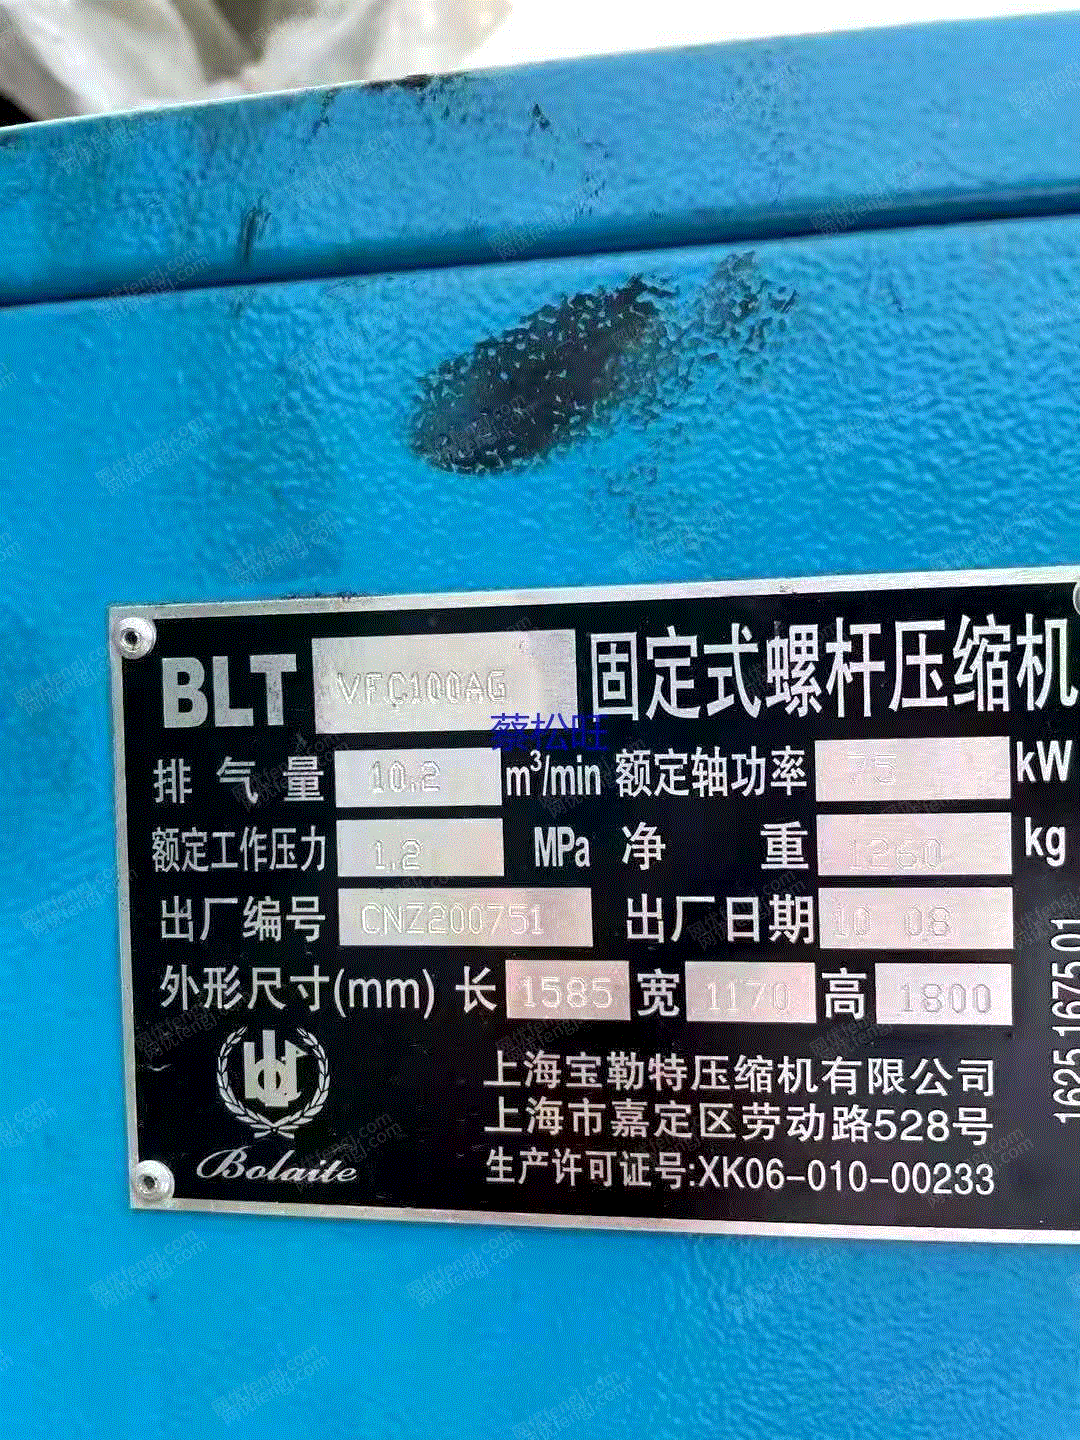 BLT VFC100AG 固定式螺杆压缩机
蔡松旺
排气量 10.2 m³/min 额定轴功率 75 kW
额定工作压力 1.2 MPa 净重 1260 kg
出厂编号 CNZ200751 出厂日期 10 08
外形尺寸(mm) 长 1585 宽 1170 高 1800
上海宝勒特压缩机有限公司
上海市嘉定区劳动路528号
生产许可证号:XK06-010-00233
blt
Bolaite
1625 1675 01